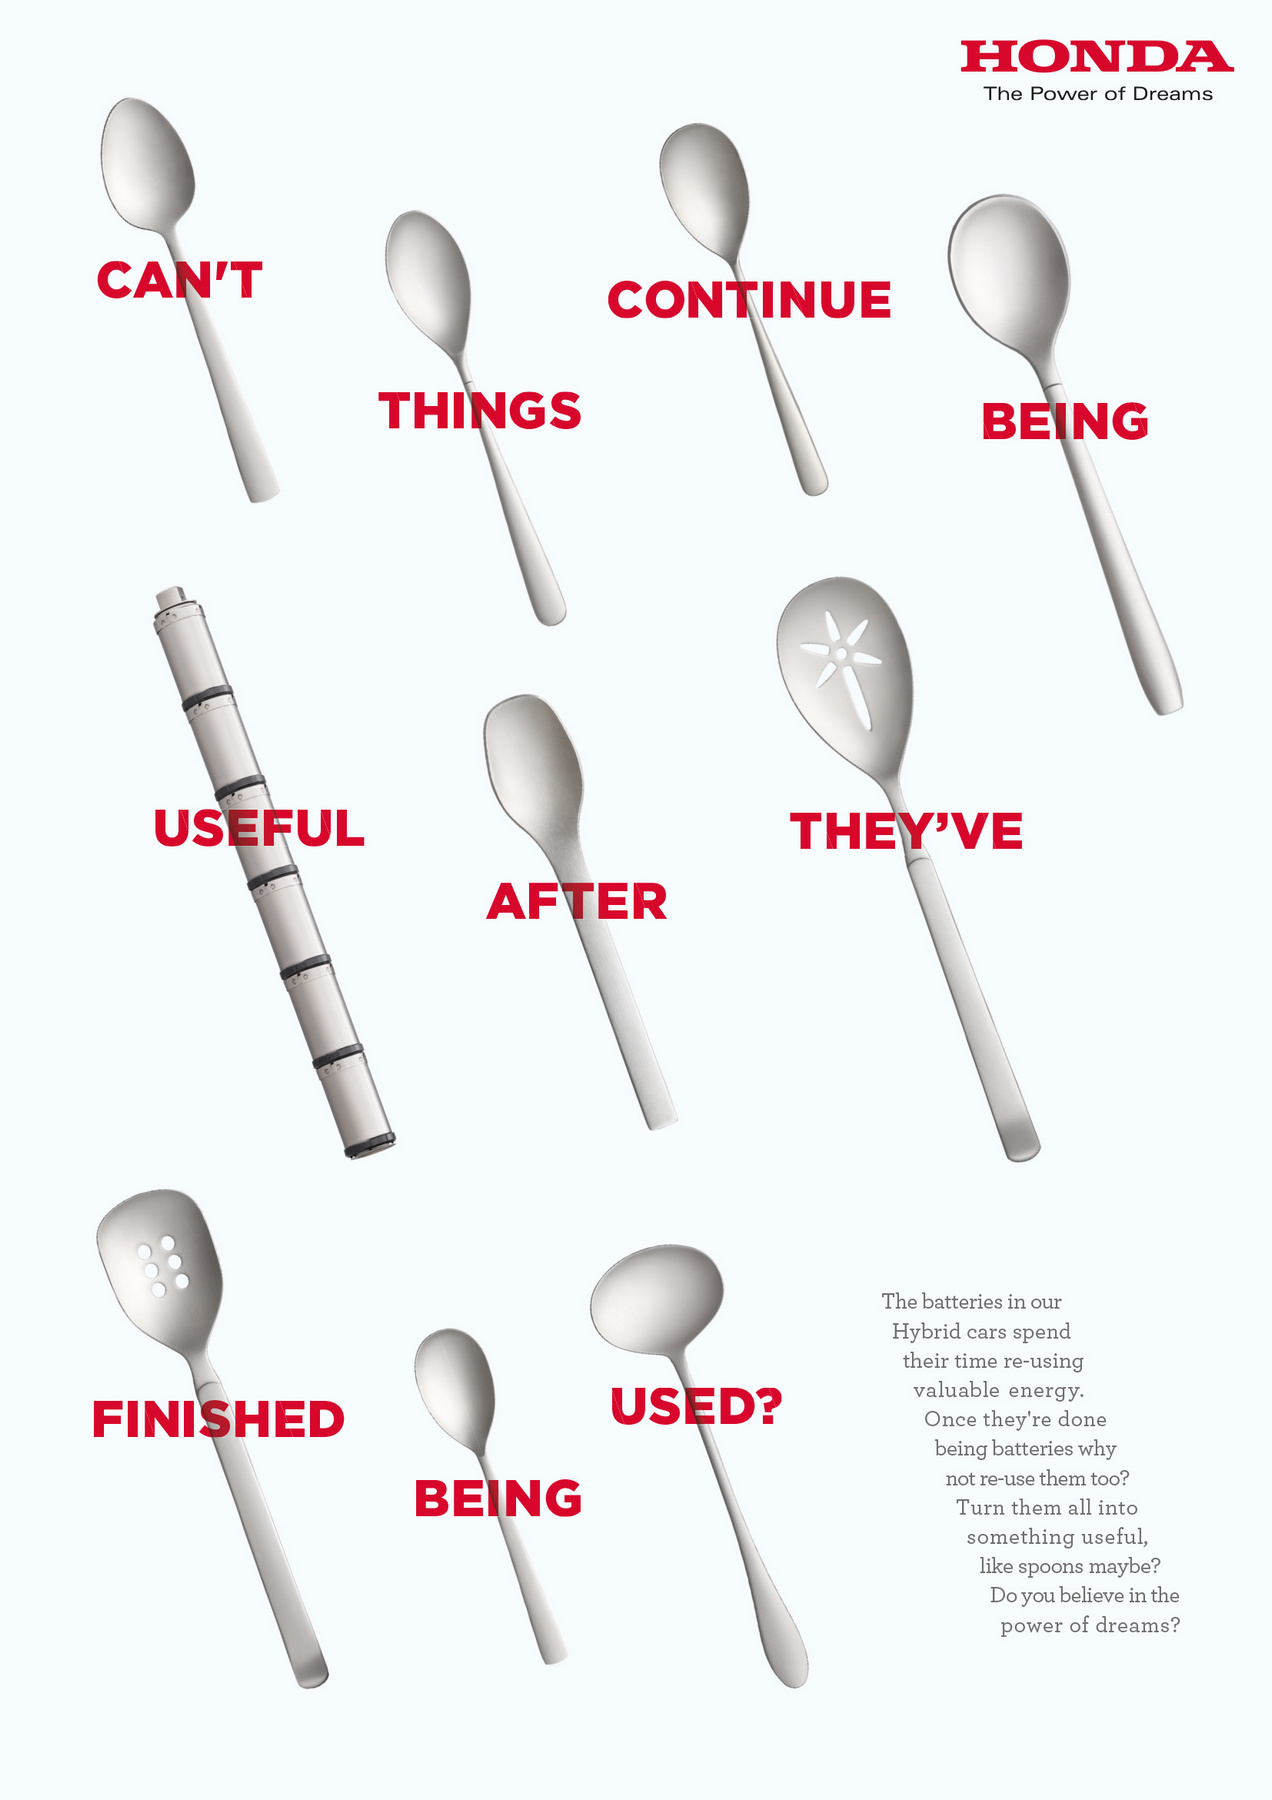 HONDA
The Power of Dreams
CAN'T
THINGS
CONTINUE
BEING
USEFUL
AFTER
THEY’VE
FINISHED
BEING
USED?
The batteries in our
Hybrid cars spend
their time re-using
valuable energy.
Once they're done
being batteries why
not re-use them too?
Turn them all into
something useful,
like spoons maybe?
Do you believe in the
power of dreams?